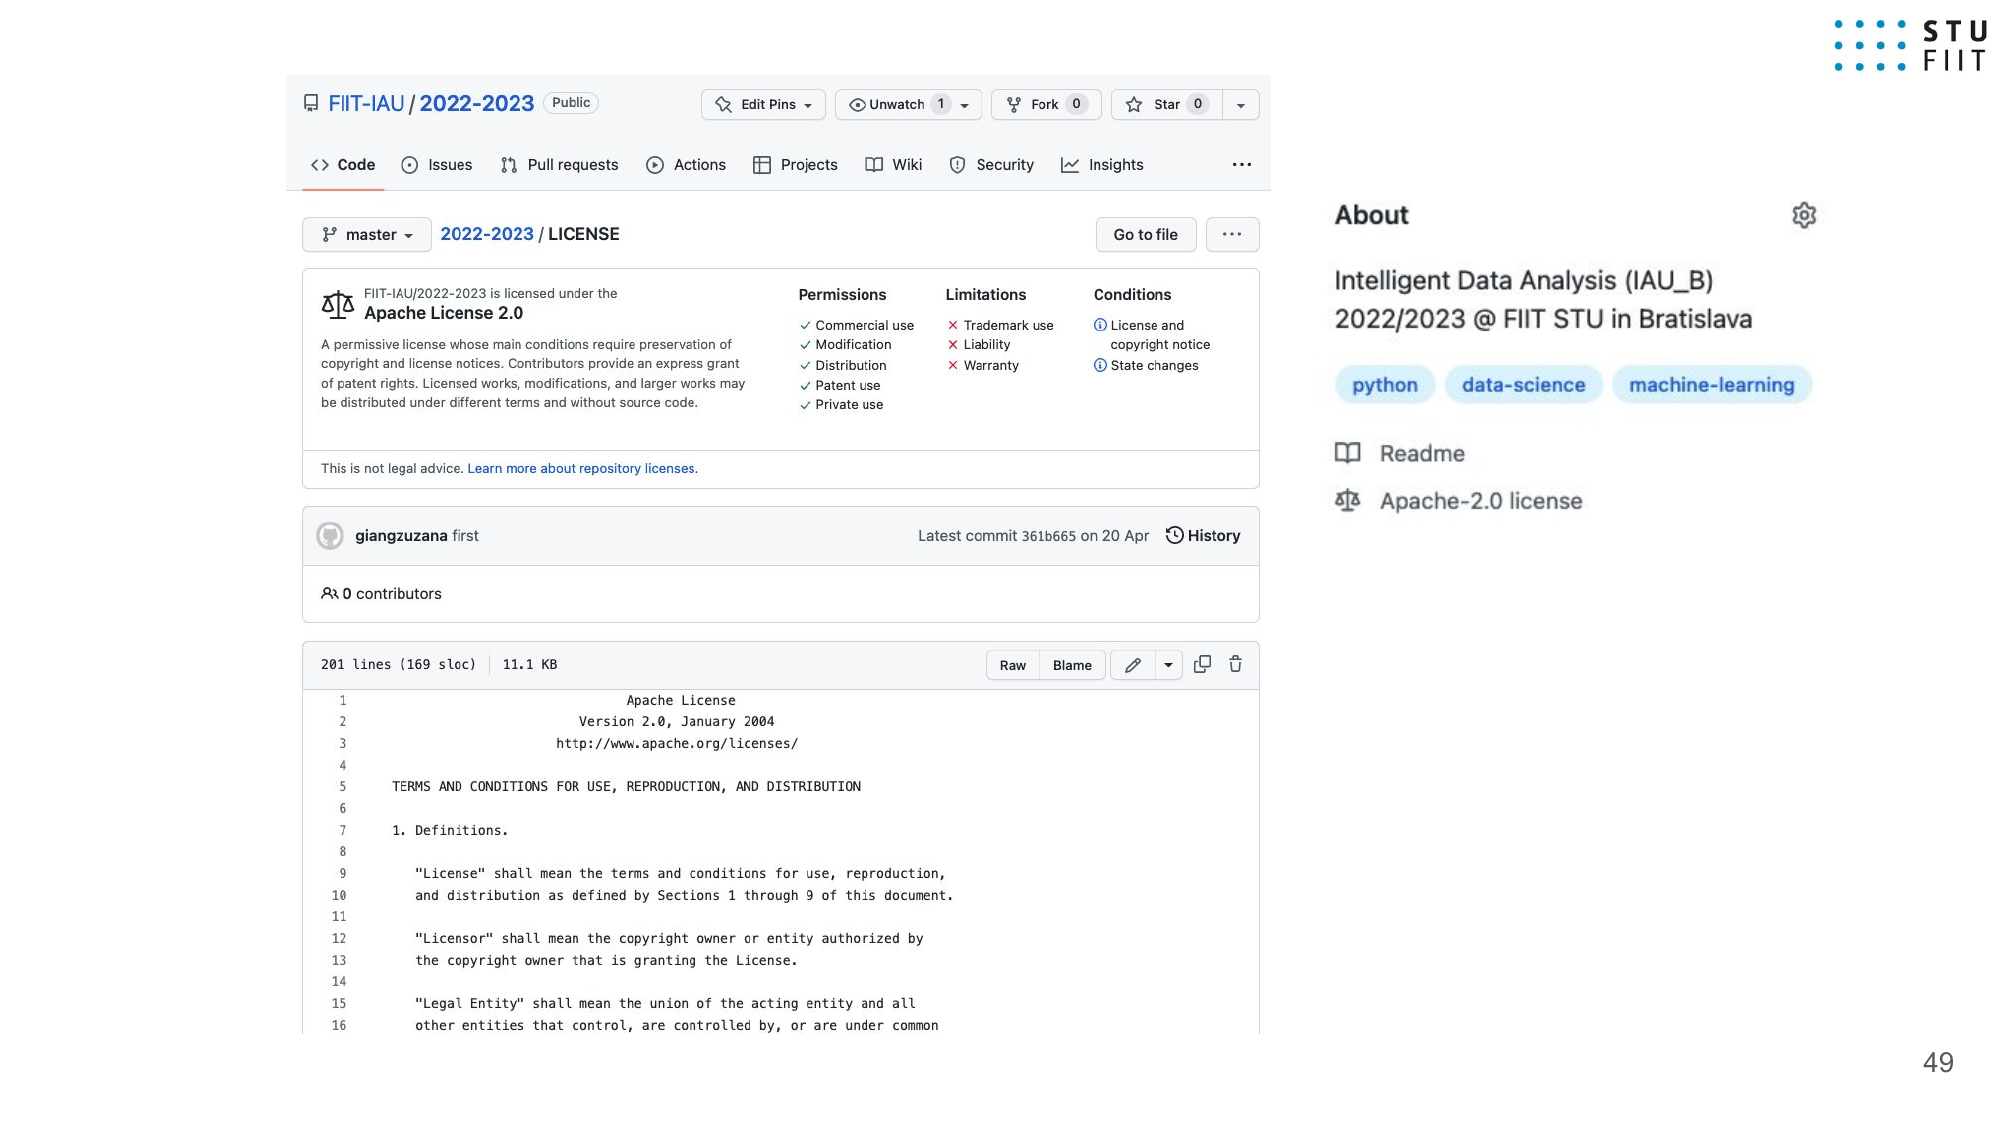 STU
FIIT
FIIT-IAU / 2022-2023 Public
Edit Pins
Unwatch 1
Fork 0
Star 0
Code
Issues
Pull requests
Actions
Projects
Wiki
Security
Insights
master
2022-2023 / LICENSE
Go to file
FIIT-IAU/2022-2023 is licensed under the
Apache License 2.0
A permissive license whose main conditions require preservation of
copyright and license notices. Contributors provide an express grant
of patent rights. Licensed works, modifications, and larger works may
be distributed under different terms and without source code.
Permissions
Commercial use
Modification
Distribution
Patent use
Private use
Limitations
Trademark use
Liability
Warranty
Conditions
License and
copyright notice
State changes
This is not legal advice. Learn more about repository licenses.
giangzuzana first
Latest commit 361b665 on 20 Apr
History
0 contributors
201 lines (169 sloc)
11.1 KB
Raw
Blame
1 Apache License
2 Version 2.0, January 2004
3 http://www.apache.org/licenses/
4
5 TERMS AND CONDITIONS FOR USE, REPRODUCTION, AND DISTRIBUTION
6
7 1. Definitions.
8
9 "License" shall mean the terms and conditions for use, reproduction,
10 and distribution as defined by Sections 1 through 9 of this document.
11
12 "Licensor" shall mean the copyright owner or entity authorized by
13 the copyright owner that is granting the License.
14
15 "Legal Entity" shall mean the union of the acting entity and all
16 other entities that control, are controlled by, or are under common
About
Intelligent Data Analysis (IAU_B)
2022/2023 @ FIIT STU in Bratislava
python
data-science
machine-learning
Readme
Apache-2.0 license
49